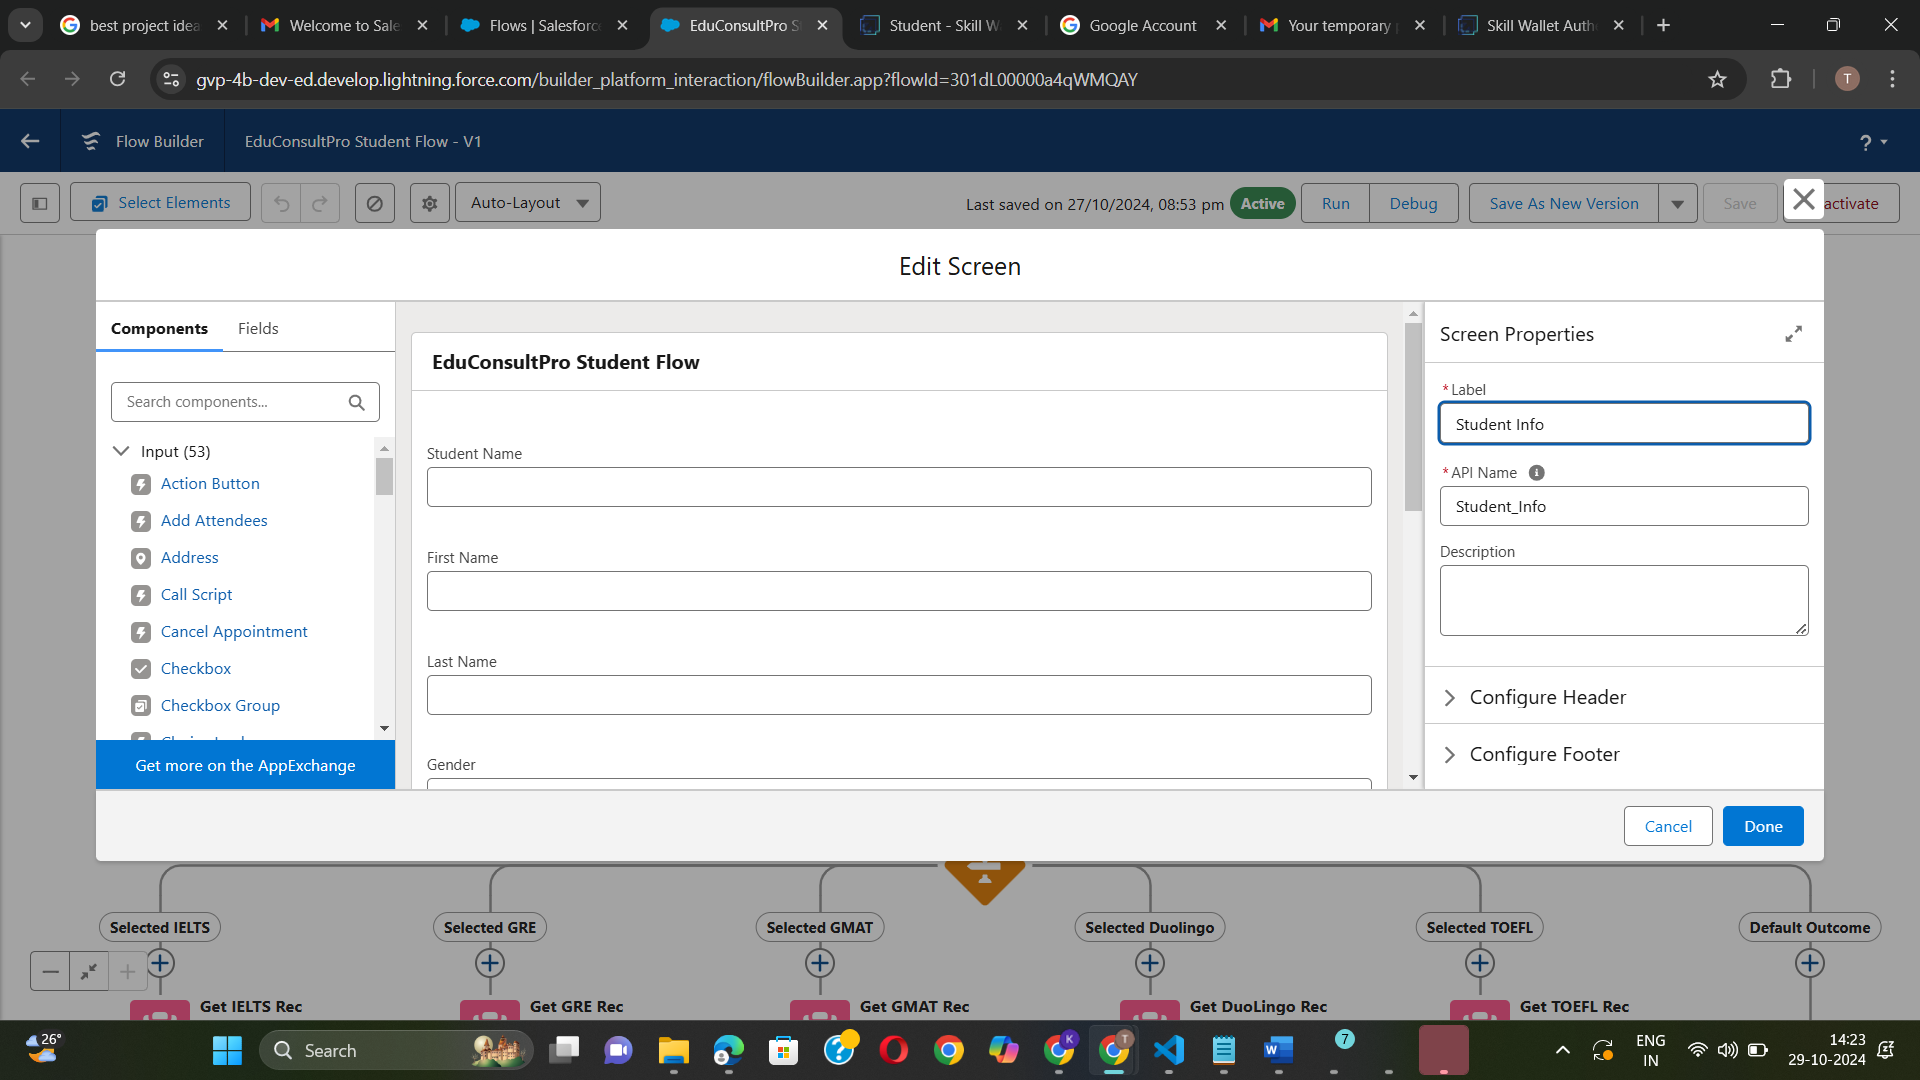 best project idea
Welcome to Sale
Flows | Salesforc
EduConsultPro S
Student - Skill W
Google Account
Your temporary
Skill Wallet Auth
gvp-4b-dev-ed.develop.lightning.force.com/builder_platform_interaction/flowBuilder.app?flowId=301dL00000a4qWMQAY
T
Flow Builder
EduConsultPro Student Flow - V1
?
Select Elements
Auto-Layout
Last saved on 27/10/2024, 08:53 pm
Active
Run
Debug
Save As New Version
Save
activate
Edit Screen
Components
Fields
Search components...
Input (53)
Action Button
Add Attendees
Address
Call Script
Cancel Appointment
Checkbox
Checkbox Group
Get more on the AppExchange
EduConsultPro Student Flow
Student Name
First Name
Last Name
Gender
Screen Properties
*Label
Student Info
*API Name
Student_Info
Description
Configure Header
Configure Footer
Cancel
Done
Selected IELTS
Selected GRE
Selected GMAT
Selected Duolingo
Selected TOEFL
Default Outcome
Get IELTS Rec
Get GRE Rec
Get GMAT Rec
Get DuoLingo Rec
Get TOEFL Rec
26°
Search
K
T
7
ENG
IN
14:23
29-10-2024